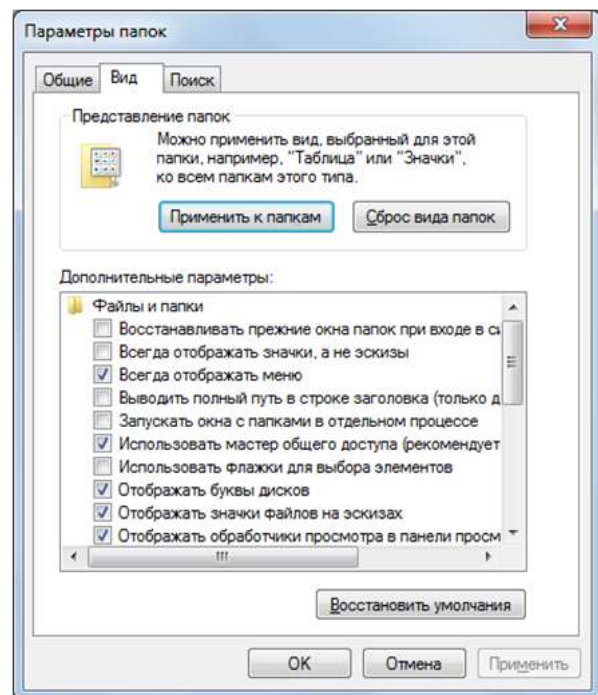 Параметры папок
Общие Вид Поиск
Представление папок
Можно применить вид, выбранный для этой
папки, например, "Таблица" или "Значки",
ко всем папкам этого типа.
Применить к папкам Сброс вида папок
Дополнительные параметры:
Файлы и папки
Восстанавливать прежние окна папок при входе в си
Всегда отображать значки, а не эскизы
Всегда отображать меню
Выводить полный путь в строке заголовка (только д
Запускать окна с папками в отдельном процессе
Использовать мастер общего доступа (рекомендует
Использовать флажки для выбора элементов
Отображать буквы дисков
Отображать значки файлов на эскизах
Отображать обработчики просмотра в панели просм
Восстановить умолчания
OK Отмена Применить